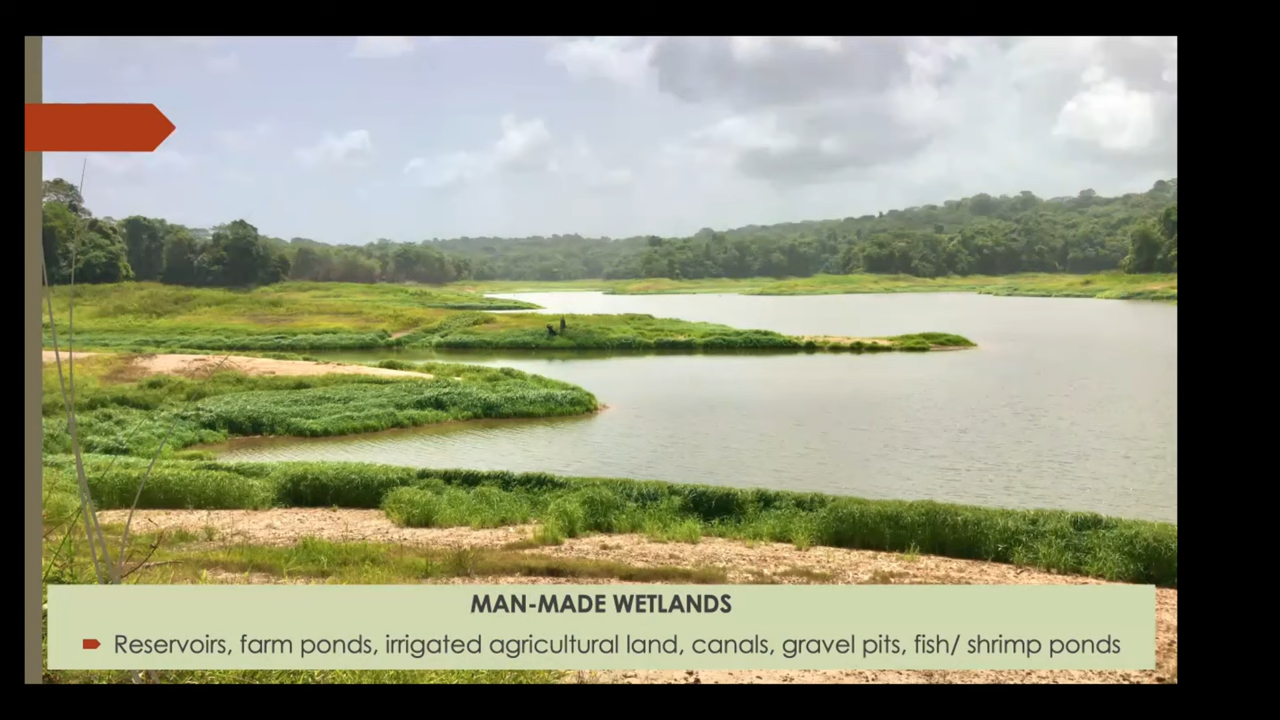 MAN-MADE WETLANDS
Reservoirs, farm ponds, irrigated agricultural land, canals, gravel pits, fish/ shrimp ponds